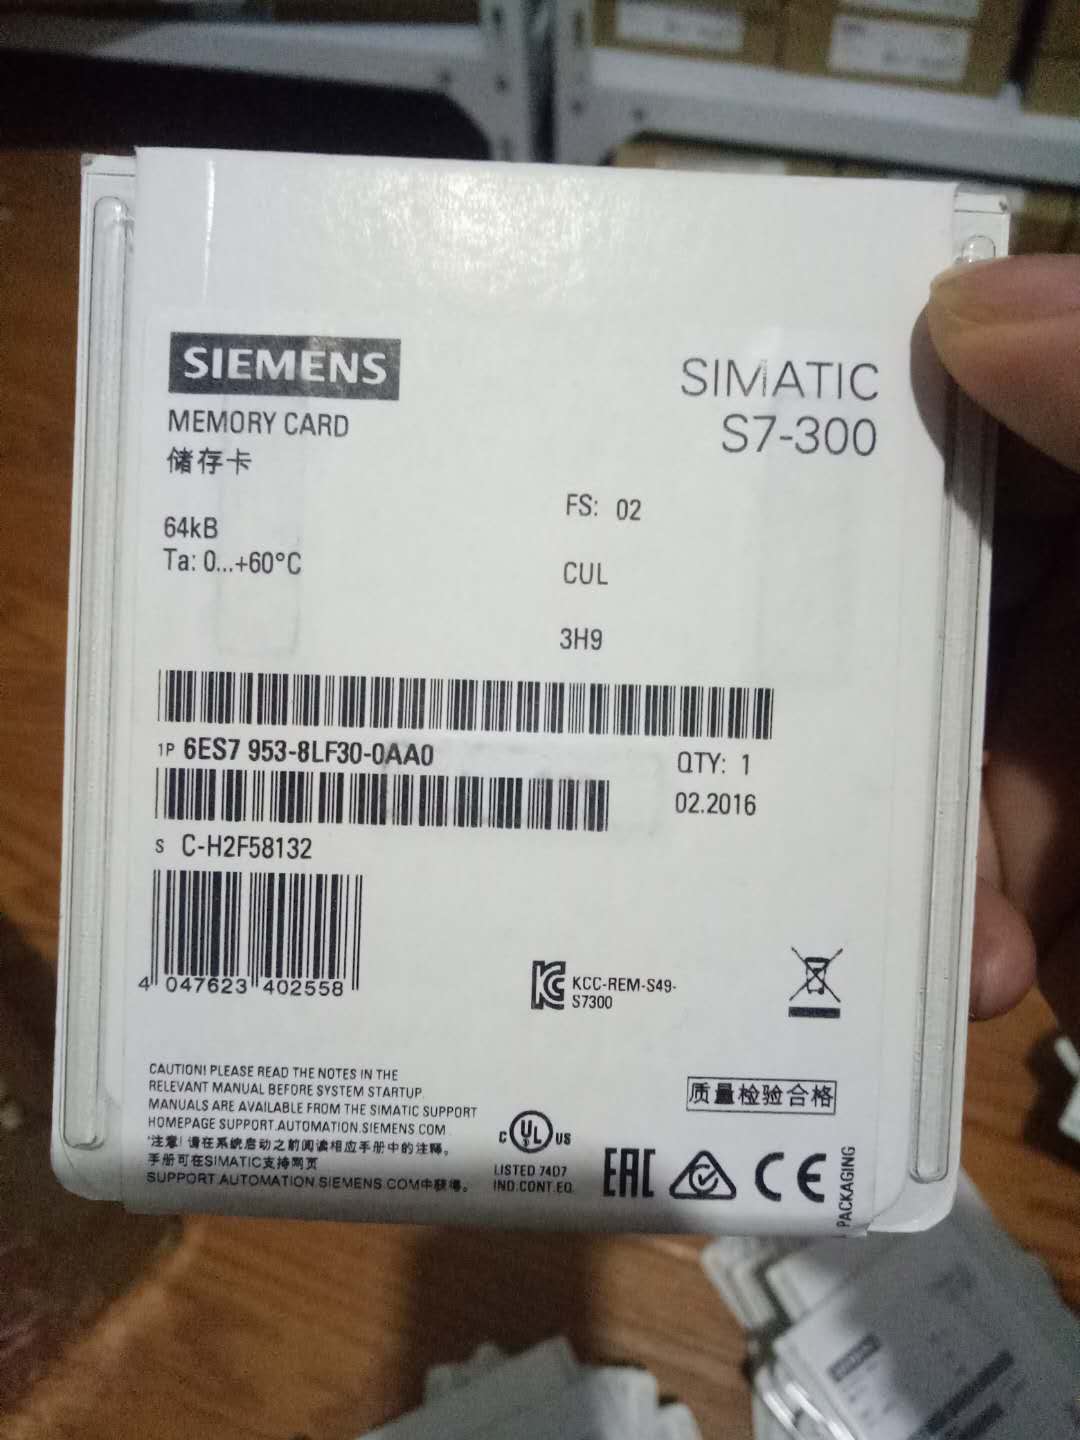 SIEMENS
SIMATIC
S7-300
MEMORY CARD
储存卡
FS: 02
64kB
Ta: 0...+60°C
CUL
3H9
1P 6ES7 953-8LF30-0AA0
QTY: 1
02.2016
S C-H2F58132
4 047623 402558
KCC-REM-S49-
S7300
CAUTION! PLEASE READ THE NOTES IN THE
RELEVANT MANUAL BEFORE SYSTEM STARTUP.
MANUALS ARE AVAILABLE FROM THE SIMATIC SUPPORT
HOMEPAGE SUPPORT.AUTOMATION.SIEMENS.COM.
注意! 请在系统启动之前阅读相应手册中的注释。
手册可在SIMATIC支持网页
SUPPORT.AUTOMATION.SIEMENS.COM中获得。
质量检验合格
C UL US
LISTED 74D7
IND.CONT.EQ.
EAC
CE
PACKAGING